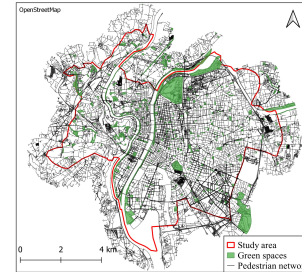 OpenStreetMap
0 2 4 km
Study area
Green spaces
Pedestrian netwo